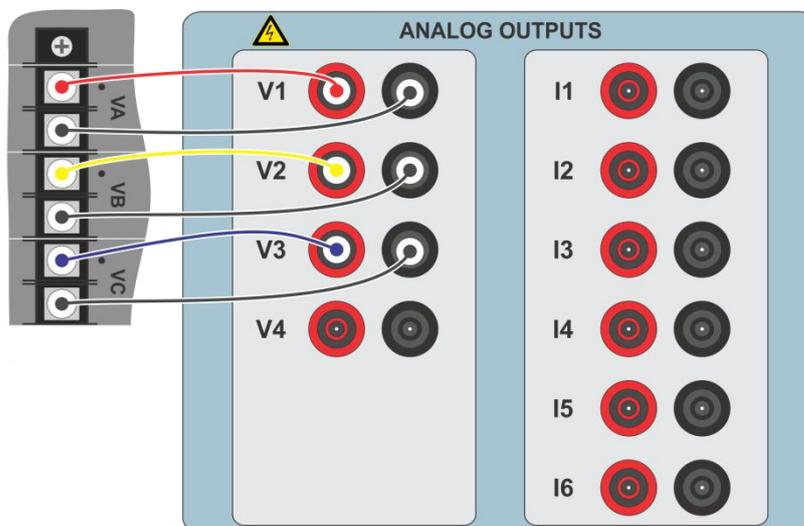 ANALOG OUTPUTS
VA
VB
VC
V1
V2
V3
V4
I1
I2
I3
I4
I5
I6